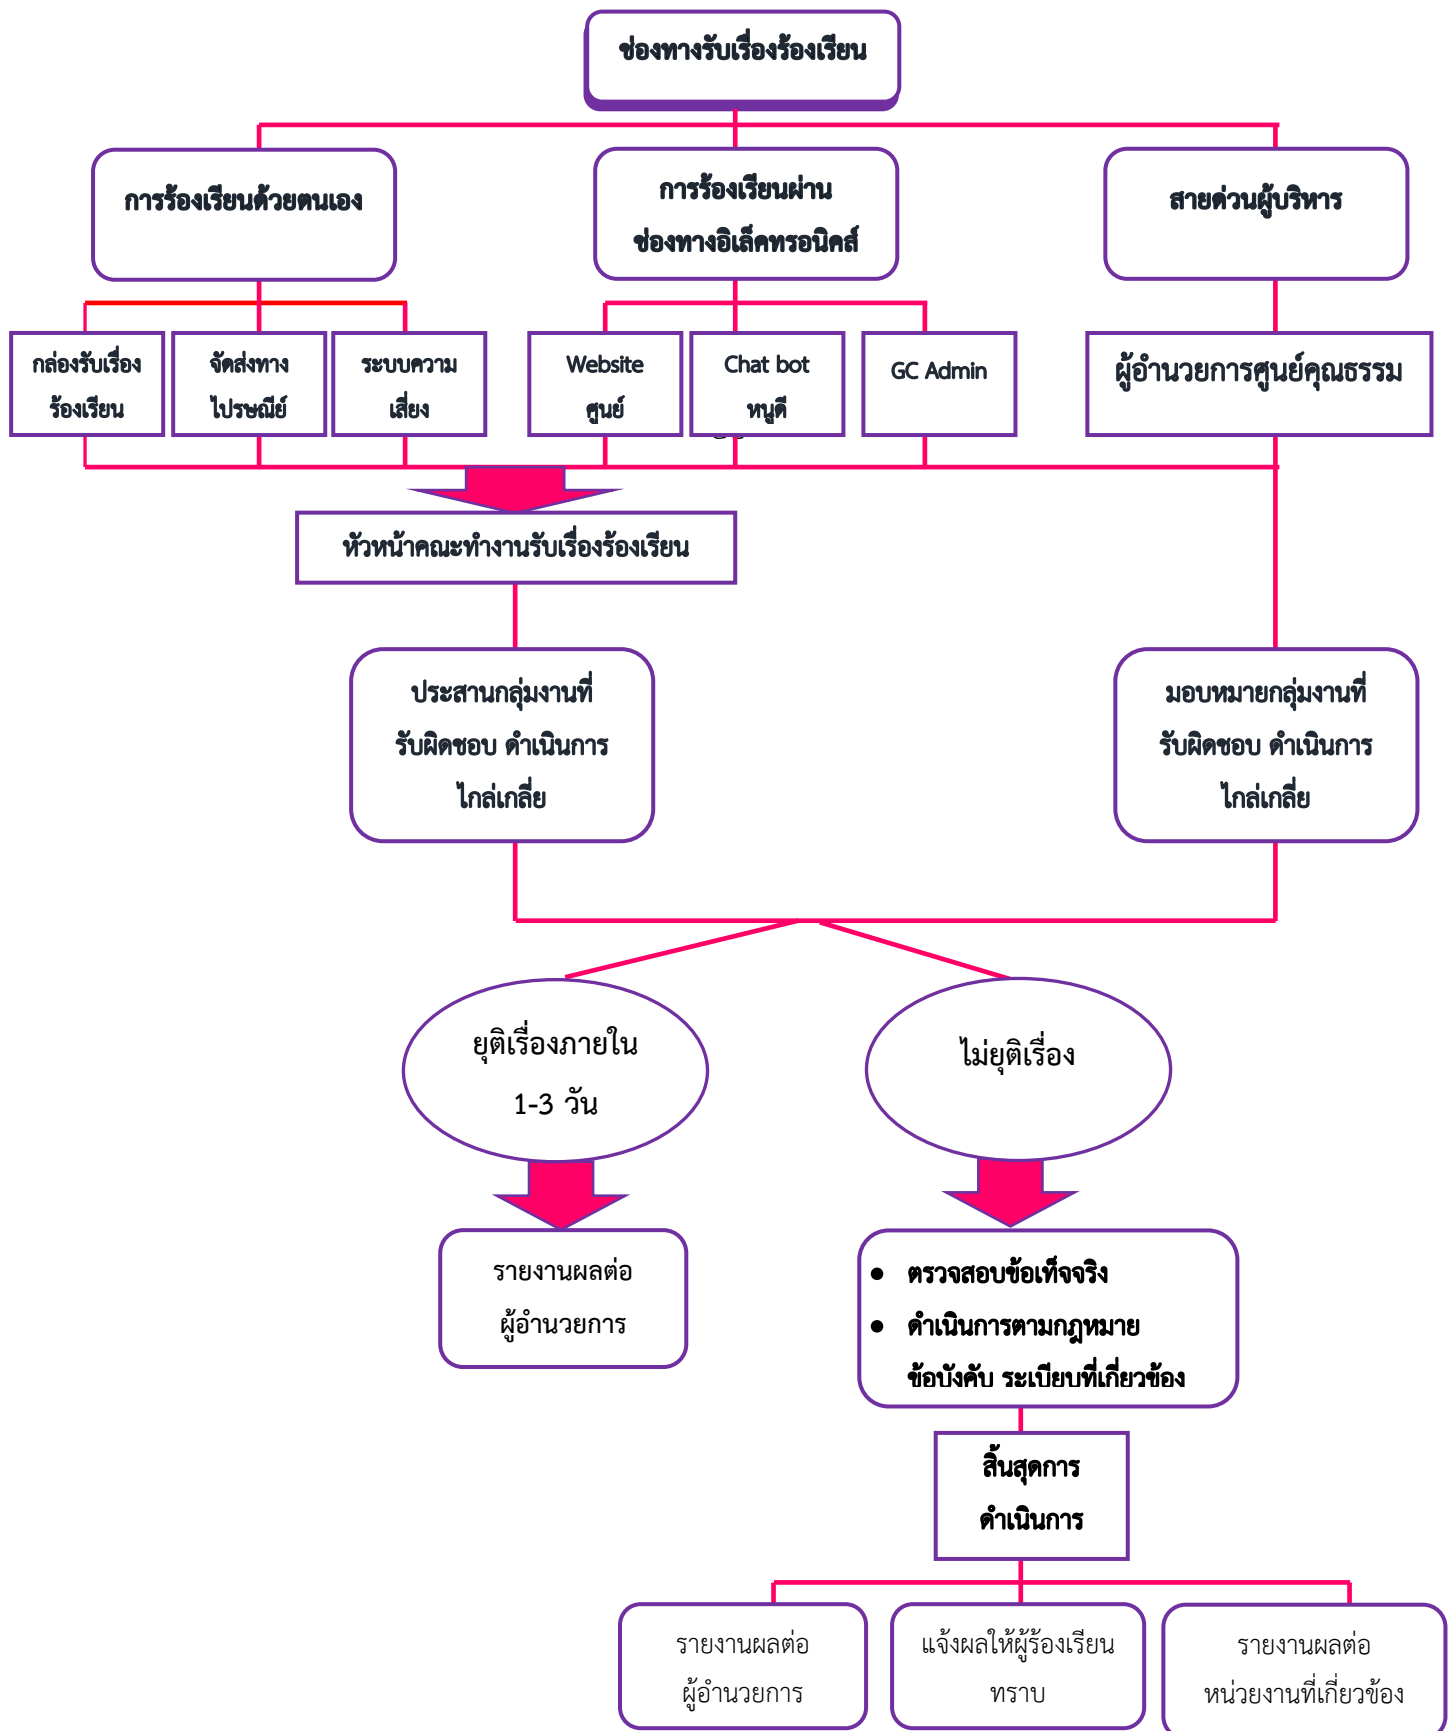 ช่องทางรับเรื่องร้องเรียน
การร้องเรียนด้วยตนเอง
การร้องเรียนผ่าน
ช่องทางอิเล็คทรอนิคส์
สายด่วนผู้บริหาร
กล่องรับเรื่อง
ร้องเรียน
จัดส่งทาง
ไปรษณีย์
ระบบความ
เสี่ยง
Website
ศูนย์
Chat bot
หนูดี
GC Admin
ผู้อำนวยการศูนย์คุณธรรม
หัวหน้าคณะทำงานรับเรื่องร้องเรียน
ประสานกลุ่มงานที่
รับผิดชอบ ดำเนินการ
ไกล่เกลี่ย
มอบหมายกลุ่มงานที่
รับผิดชอบ ดำเนินการ
ไกล่เกลี่ย
ยุติเรื่องภายใน
1-3 วัน
ไม่ยุติเรื่อง
รายงานผลต่อ
ผู้อำนวยการ
• ตรวจสอบข้อเท็จจริง
• ดำเนินการตามกฎหมาย
ข้อบังคับ ระเบียบที่เกี่ยวข้อง
สิ้นสุดการ
ดำเนินการ
รายงานผลต่อ
ผู้อำนวยการ
แจ้งผลให้ผู้ร้องเรียน
ทราบ
รายงานผลต่อ
หน่วยงานที่เกี่ยวข้อง